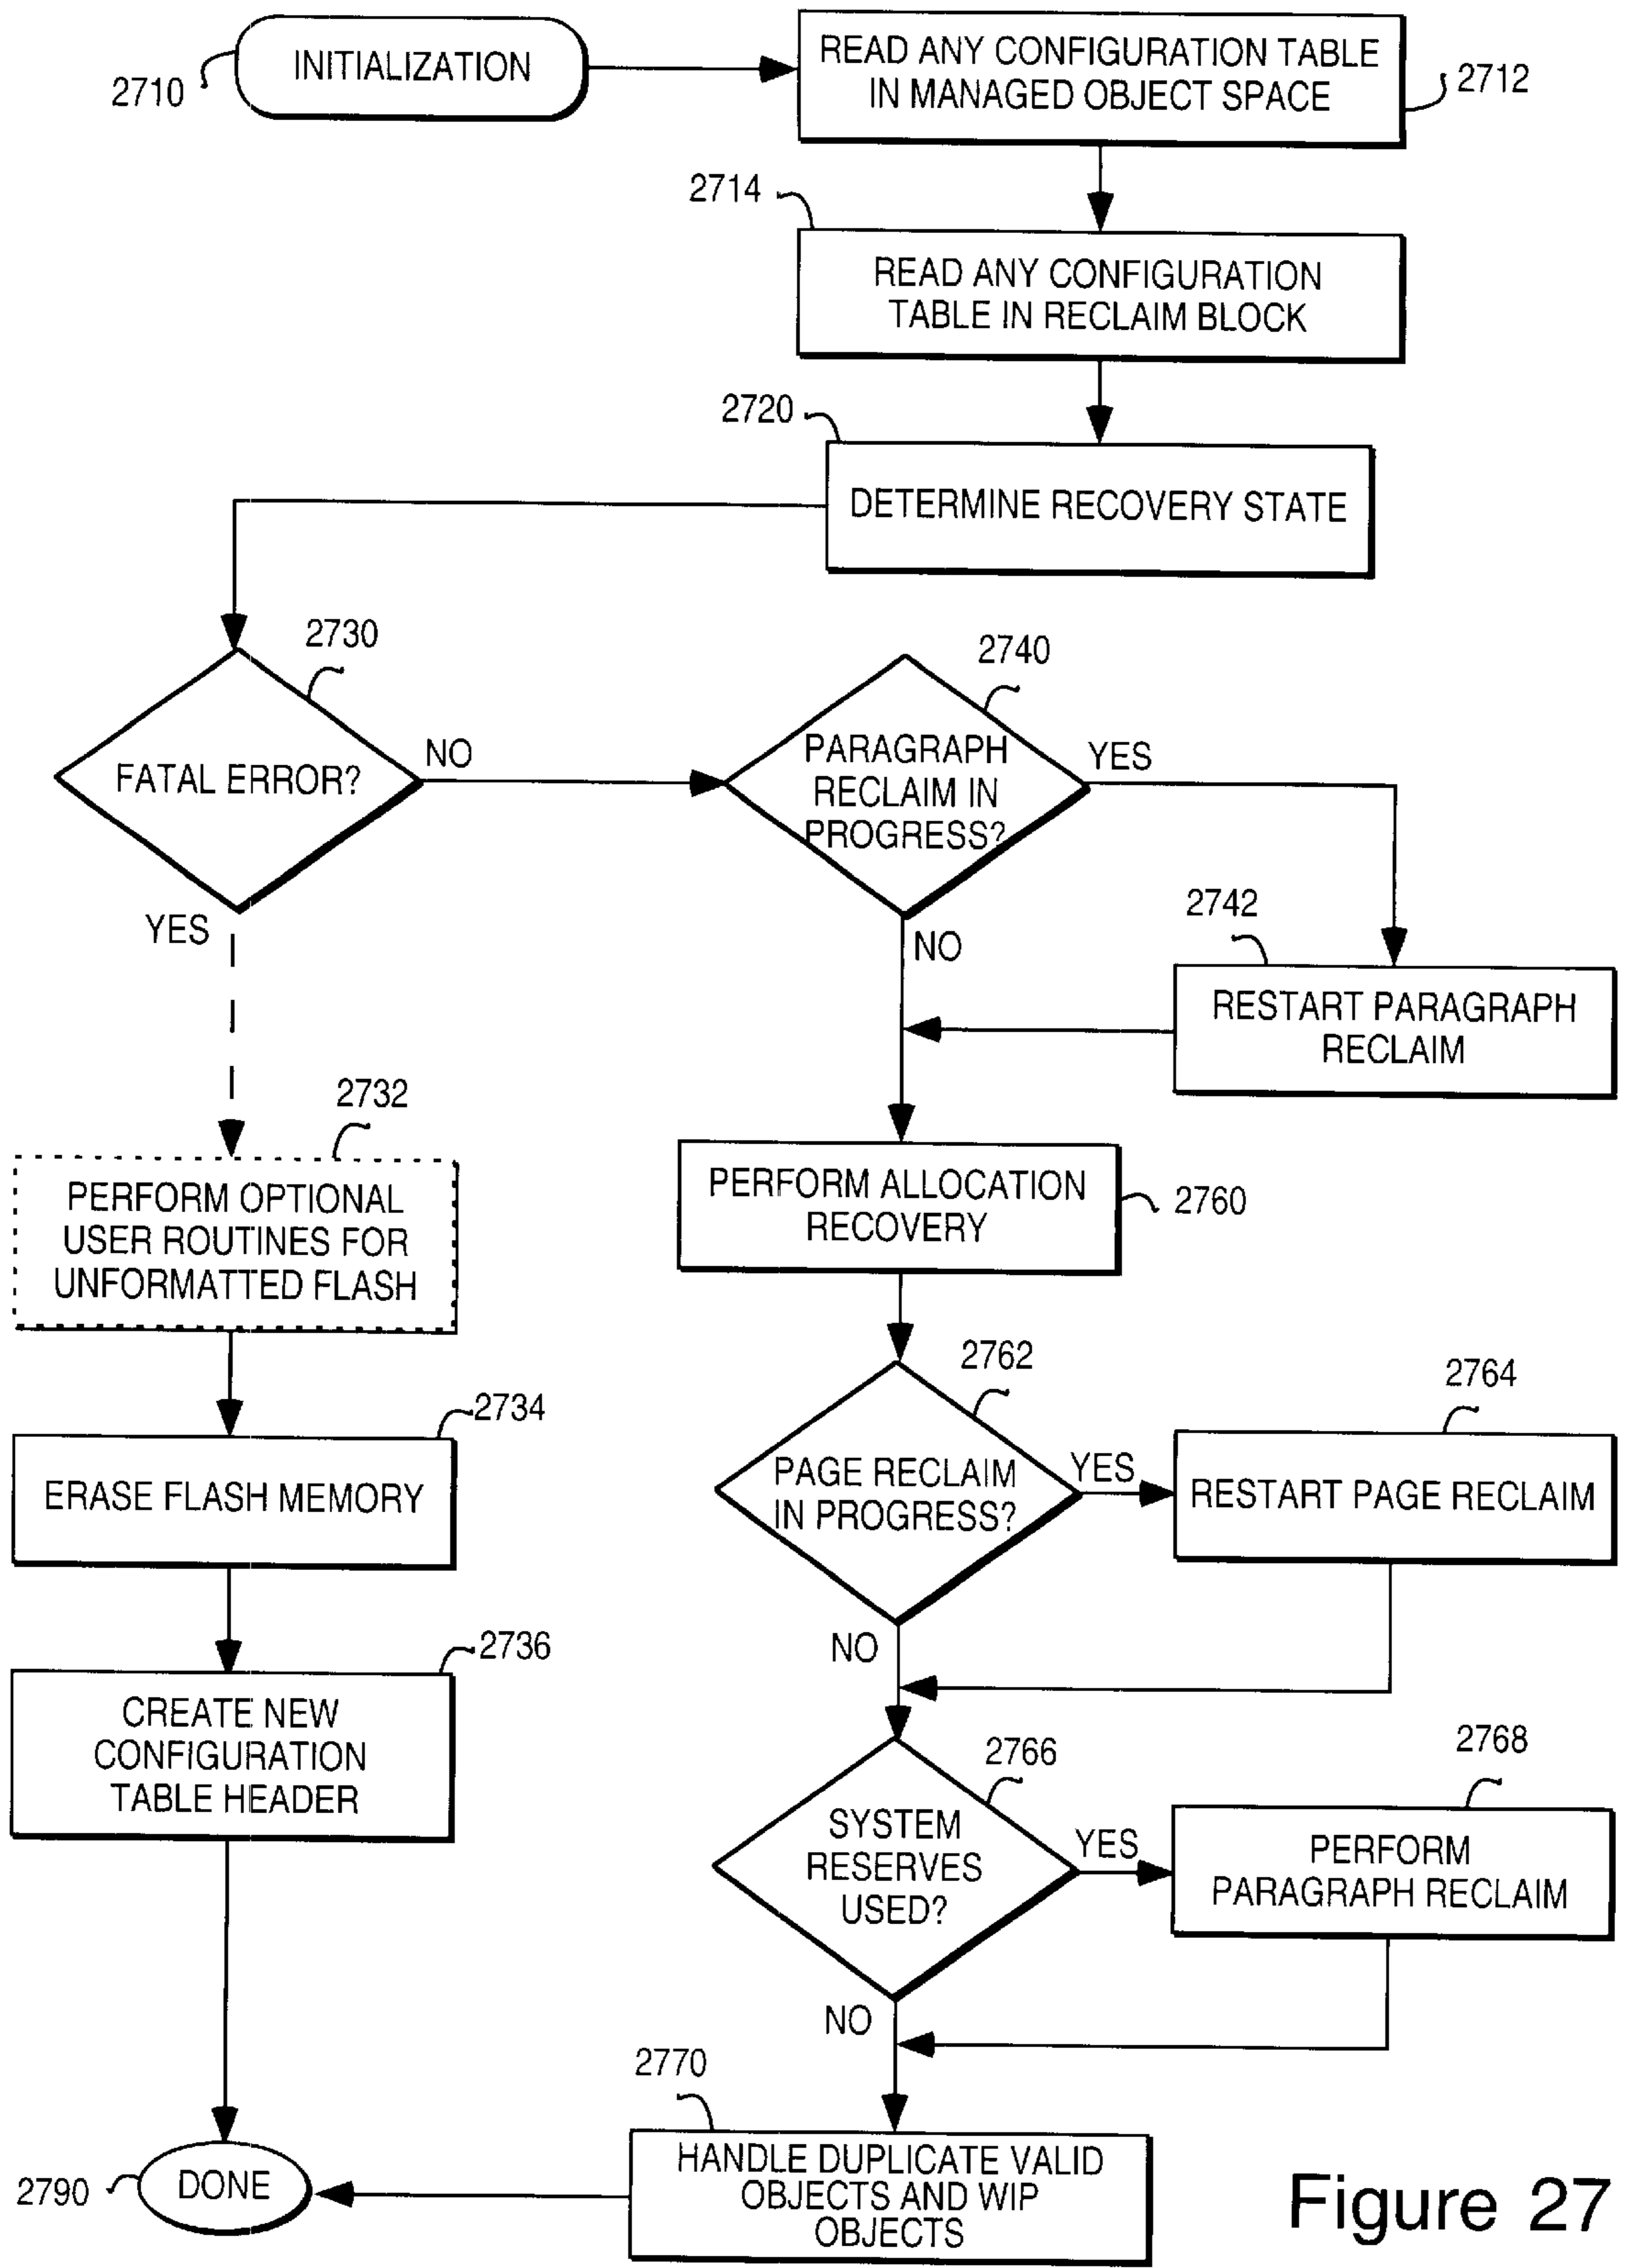 INITIALIZATION
2710
READ ANY CONFIGURATION TABLE
IN MANAGED OBJECT SPACE
2712
2714
READ ANY CONFIGURATION
TABLE IN RECLAIM BLOCK
2720
DETERMINE RECOVERY STATE
2730
FATAL ERROR?
NO
YES
2740
PARAGRAPH
RECLAIM IN
PROGRESS?
YES
NO
2742
RESTART PARAGRAPH
RECLAIM
2732
PERFORM OPTIONAL
USER ROUTINES FOR
UNFORMATTED FLASH
PERFORM ALLOCATION
RECOVERY
2760
2734
ERASE FLASH MEMORY
2762
PAGE RECLAIM
IN PROGRESS?
YES
NO
2764
RESTART PAGE RECLAIM
2736
CREATE NEW
CONFIGURATION
TABLE HEADER
2766
SYSTEM
RESERVES
USED?
YES
NO
2768
PERFORM
PARAGRAPH RECLAIM
2770
HANDLE DUPLICATE VALID
OBJECTS AND WIP
OBJECTS
2790
DONE
Figure 27